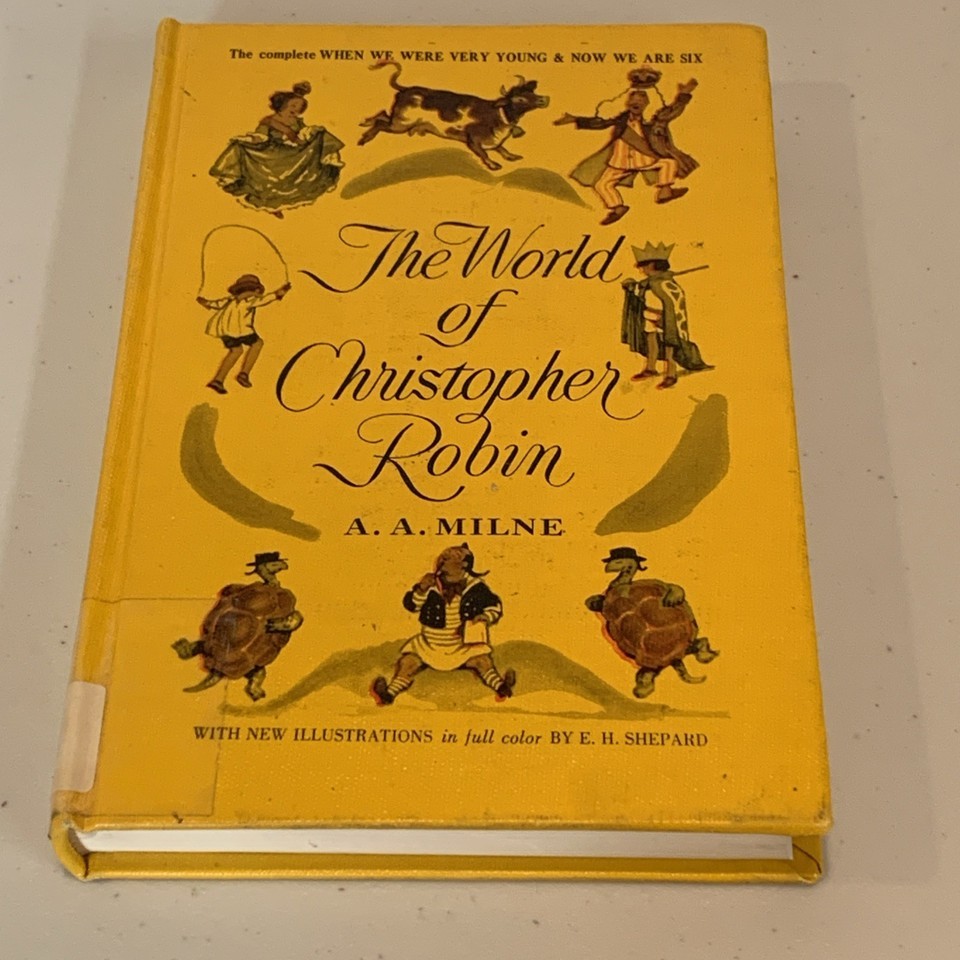 The complete WHEN WE WERE VERY YOUNG & NOW WE ARE SIX
The World
of
Christopher
Robin
A. A. MILNE
WITH NEW ILLUSTRATIONS in full color BY E. H. SHEPARD